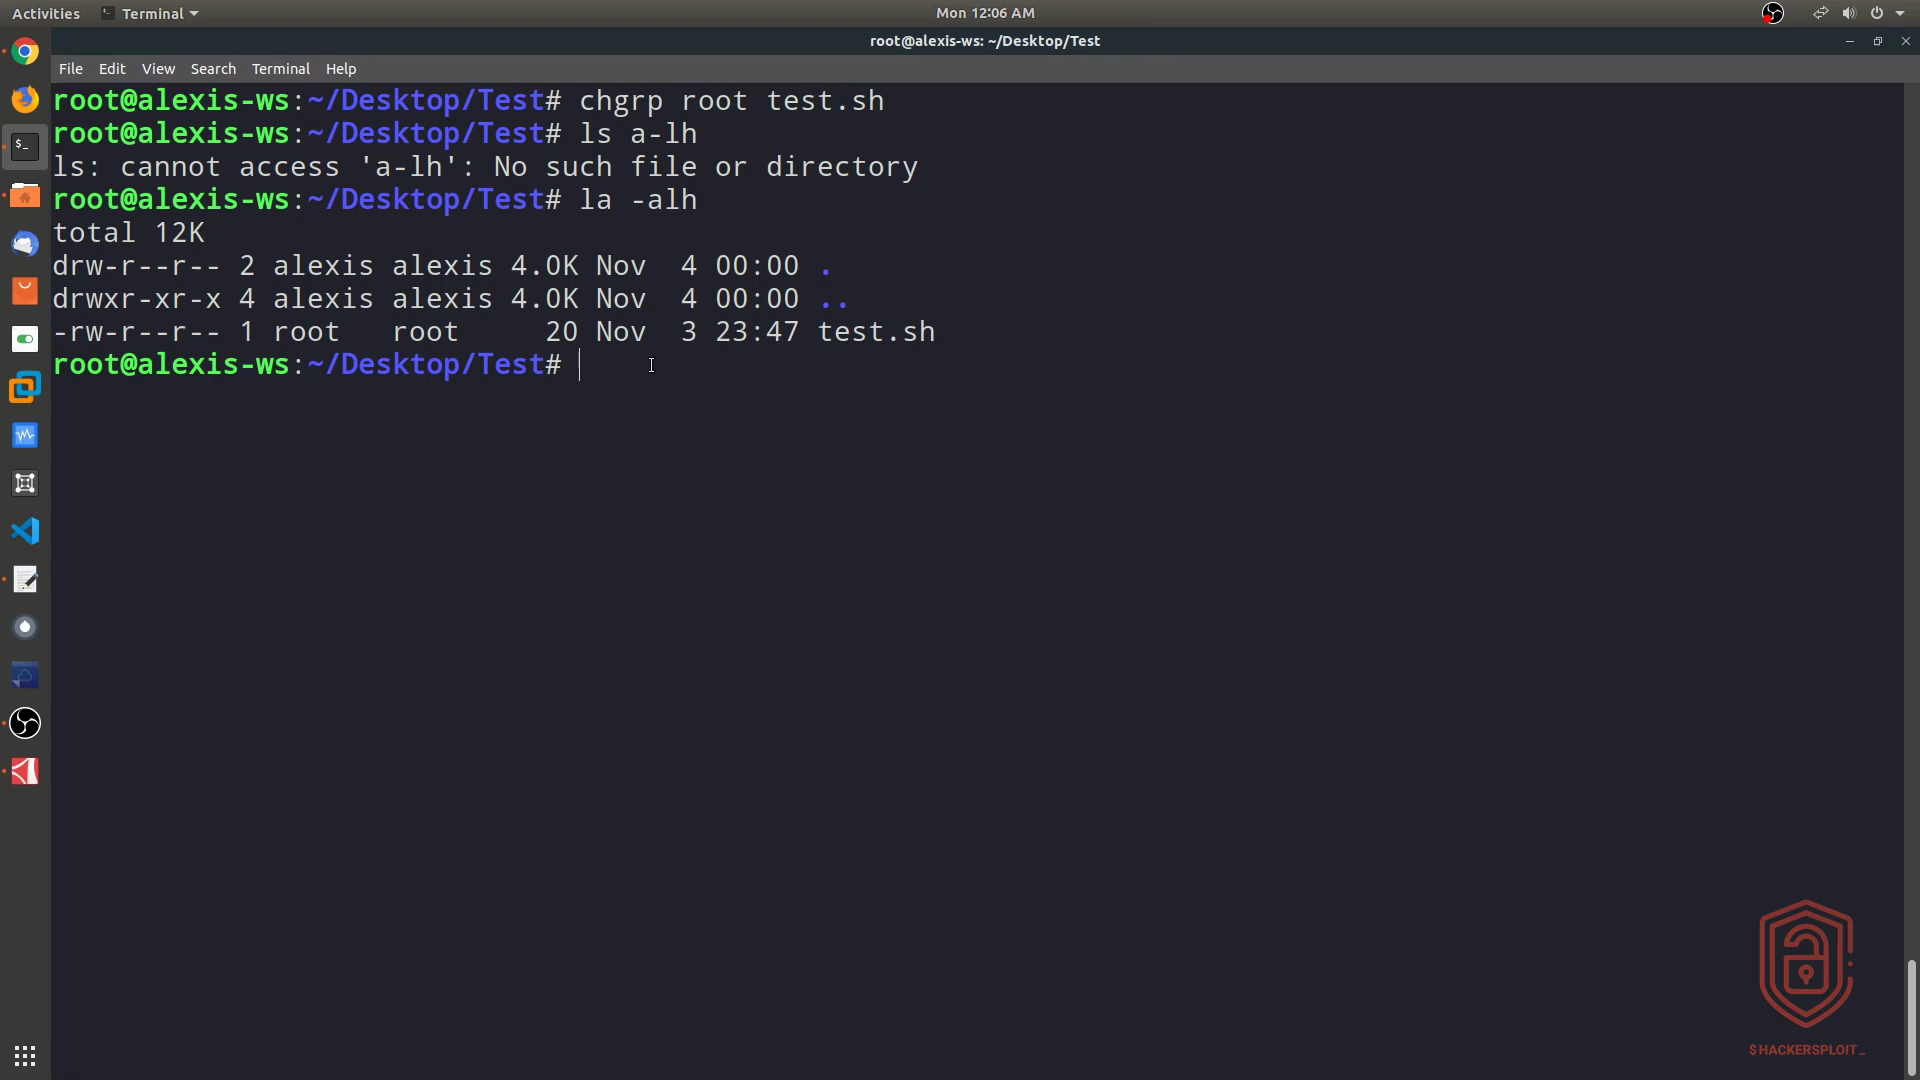 Activities Terminal Mon 12:06 AM
root@alexis-ws: ~/Desktop/Test
File Edit View Search Terminal Help
root@alexis-ws:~/Desktop/Test# chgrp root test.sh
root@alexis-ws:~/Desktop/Test# ls a-lh
ls: cannot access 'a-lh': No such file or directory
root@alexis-ws:~/Desktop/Test# la -alh
total 12K
drw-r--r-- 2 alexis alexis 4.0K Nov  4 00:00 .
drwxr-xr-x 4 alexis alexis 4.0K Nov  4 00:00 ..
-rw-r--r-- 1 root   root     20 Nov  3 23:47 test.sh
root@alexis-ws:~/Desktop/Test#
$HACKERSPLOIT_